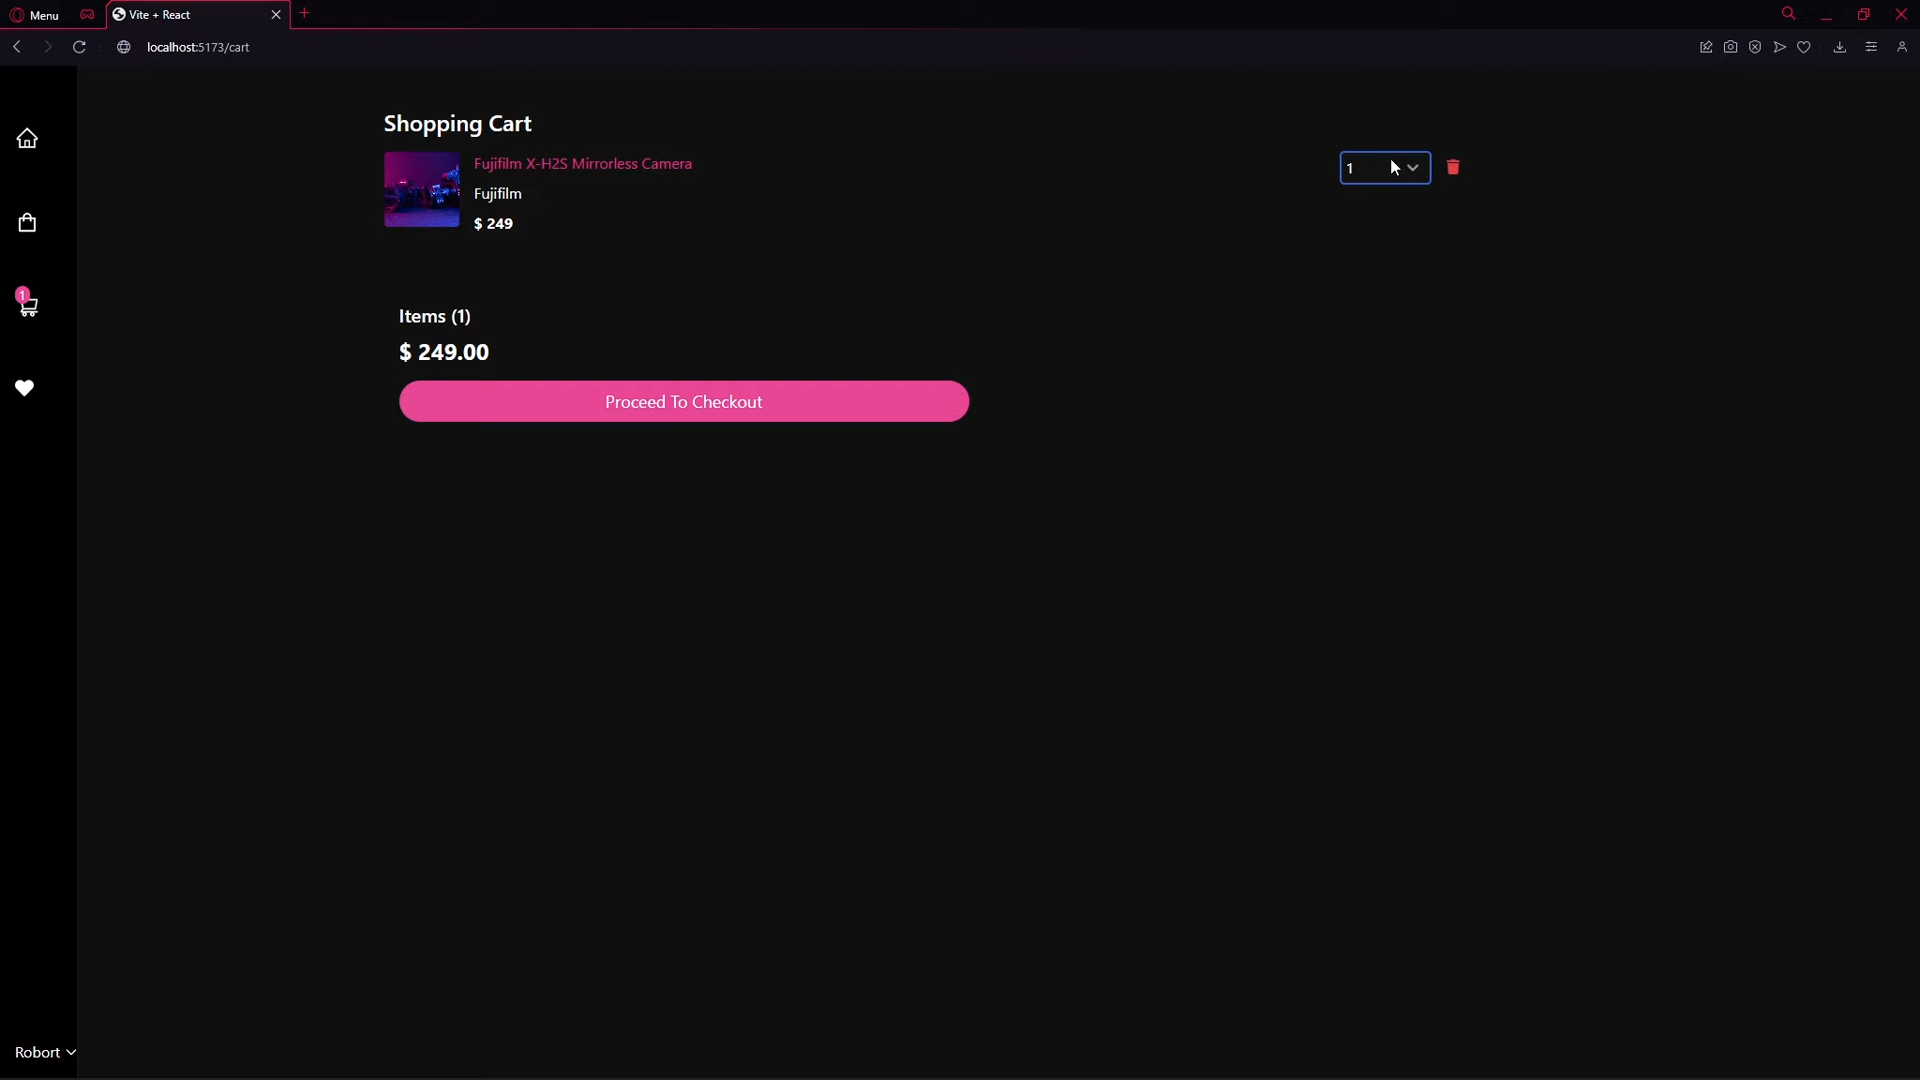 Menu
Vite + React
localhost:5173/cart
Shopping Cart
Fujifilm X-H2S Mirrorless Camera
Fujifilm
$ 249
1
1
Items (1)
$ 249.00
Proceed To Checkout
Robort